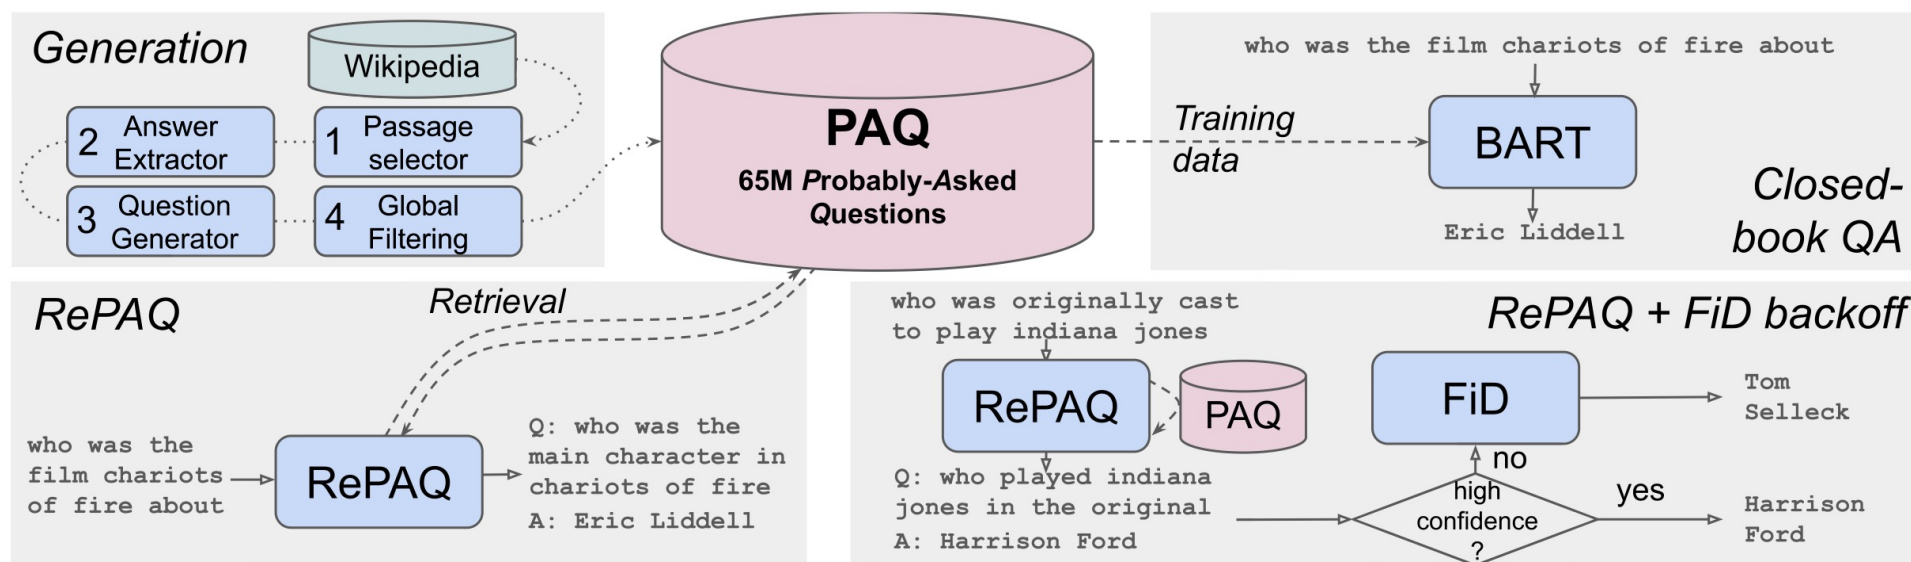 Generation
Wikipedia
2 Answer
Extractor
1 Passage
selector
3 Question
Generator
4 Global
Filtering
PAQ
65M Probably-Asked
Questions
Training
data
who was the film chariots of fire about
BART
Eric Liddell
Closed-
book QA
RePAQ
Retrieval
who was the
film chariots
of fire about
RePAQ
Q: who was the
main character in
chariots of fire
A: Eric Liddell
RePAQ + FiD backoff
who was originally cast
to play indiana jones
RePAQ
PAQ
Q: who played indiana
jones in the original
A: Harrison Ford
FiD
no
high
confidence
?
yes
Tom
Selleck
Harrison
Ford